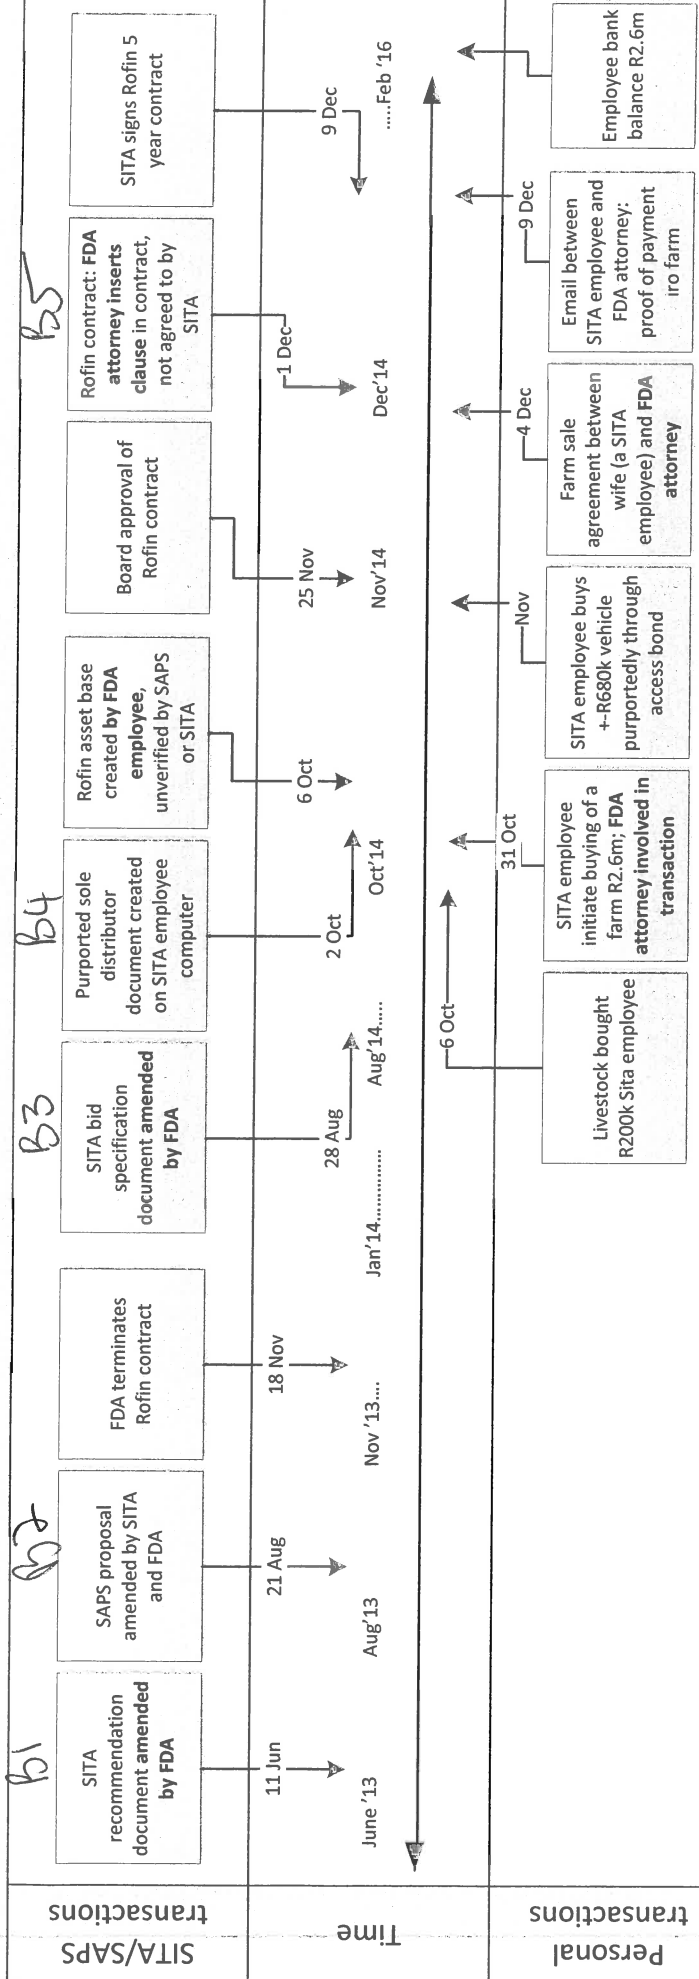 SITA/SAPS
transactions
B1
SITA
recommendation
document amended
by FDA
B2
SAPS proposal
amended by SITA
and FDA
FDA terminates
Rofin contract
B3
SITA bid
specification
document amended
by FDA
B4
Purported sole
distributor
document created
on SITA employee
computer
Rofin asset base
created by FDA
employee,
unverified by SAPS
or SITA
Board approval of
Rofin contract
B5
Rofin contract: FDA
attorney inserts
clause in contract,
not agreed to by
SITA
SITA signs Rofin 5
year contract
Time
11 Jun
21 Aug
18 Nov
28 Aug
2 Oct
6 Oct
25 Nov
1 Dec
9 Dec
June '13
Aug'13
Nov '13....
Jan'14...............
Aug'14.....
Oct'14
Nov'14
Dec'14
.....Feb '16
6 Oct
31 Oct
Nov
4 Dec
9 Dec
Personal
transactions
Livestock bought
R200k Sita employee
SITA employee
initiate buying of a
farm R2.6m; FDA
attorney involved in
transaction
SITA employee buys
+-R680k vehicle
purportedly through
access bond
Farm sale
agreement between
wife (a SITA
employee) and FDA
attorney
Email between
SITA employee and
FDA attorney:
proof of payment
iro farm
Employee bank
balance R2.6m